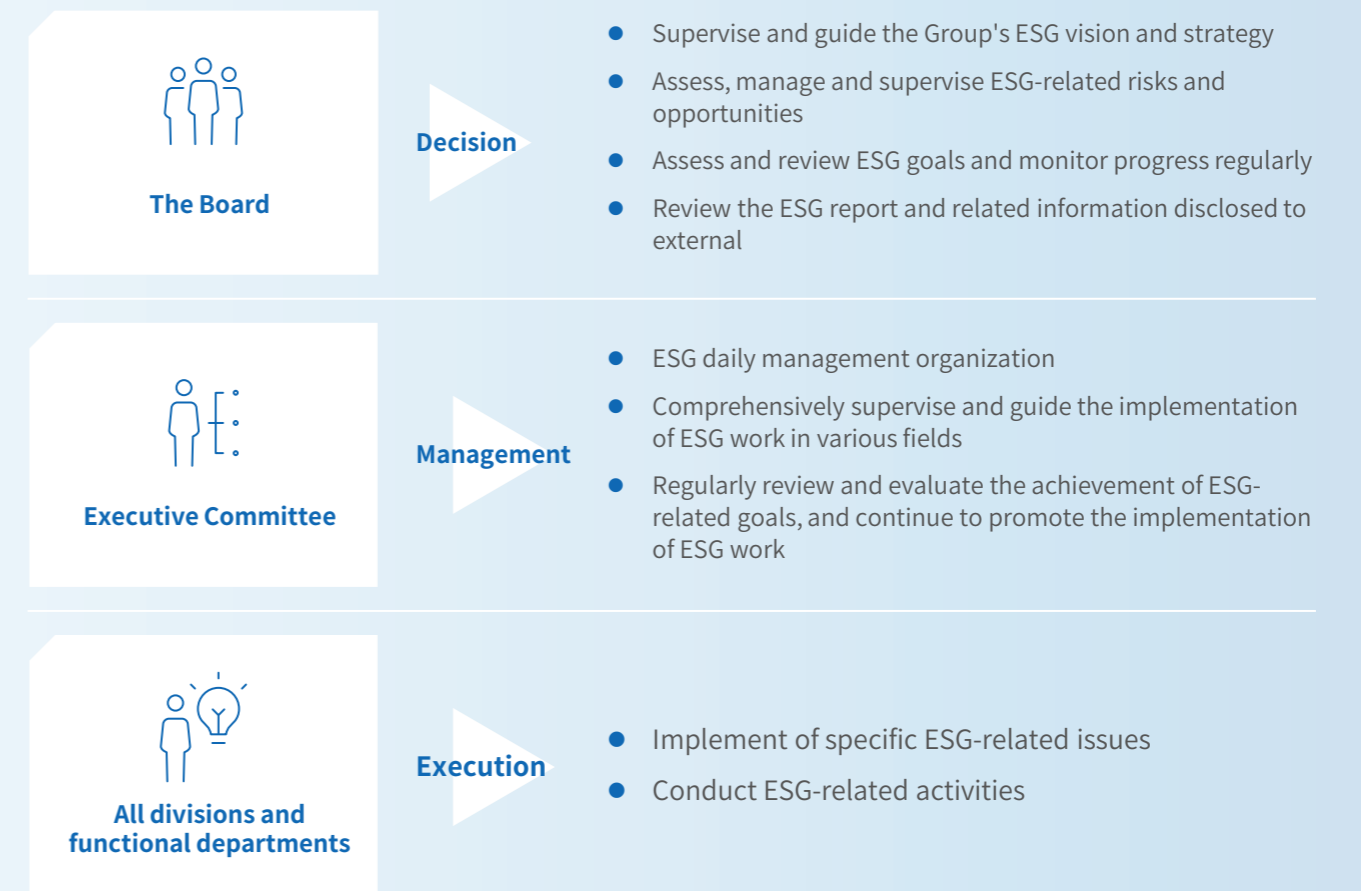 The Board
Decision
Supervise and guide the Group's ESG vision and strategy
Assess, manage and supervise ESG-related risks and
opportunities
Assess and review ESG goals and monitor progress regularly
Review the ESG report and related information disclosed to
external
Executive Committee
Management
ESG daily management organization
Comprehensively supervise and guide the implementation
of ESG work in various fields
Regularly review and evaluate the achievement of ESG-
related goals, and continue to promote the implementation
of ESG work
All divisions and
functional departments
Execution
Implement of specific ESG-related issues
Conduct ESG-related activities